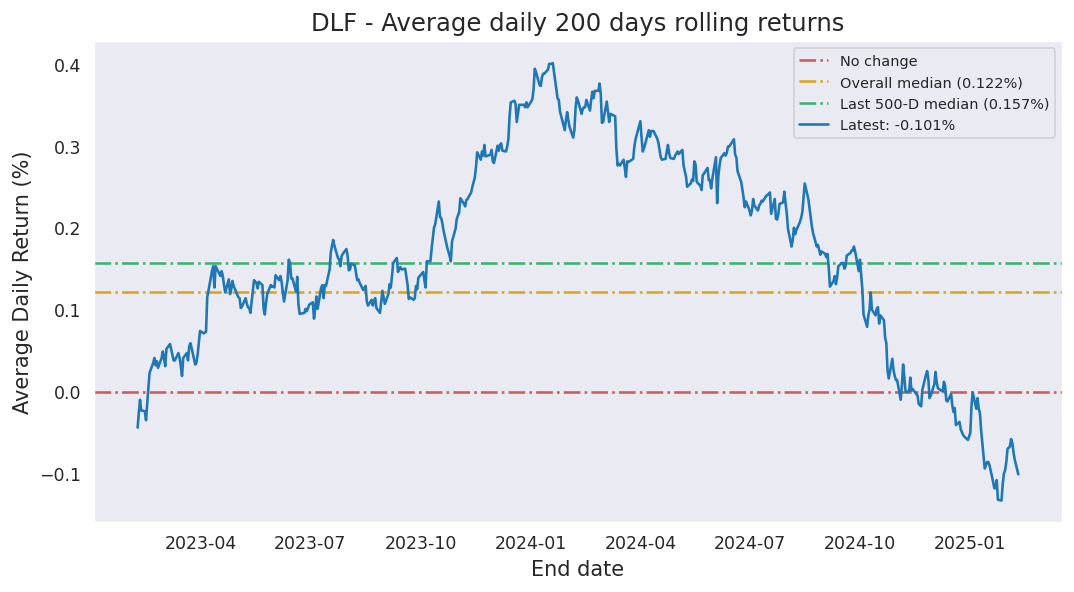 DLF - Average daily 200 days rolling returns
No change
Overall median (0.122%)
Last 500-D median (0.157%)
Latest: -0.101%
Average Daily Return (%)
0.4
0.3
0.2
0.1
0.0
−0.1
2023-04 2023-07 2023-10 2024-01 2024-04 2024-07 2024-10 2025-01
End date